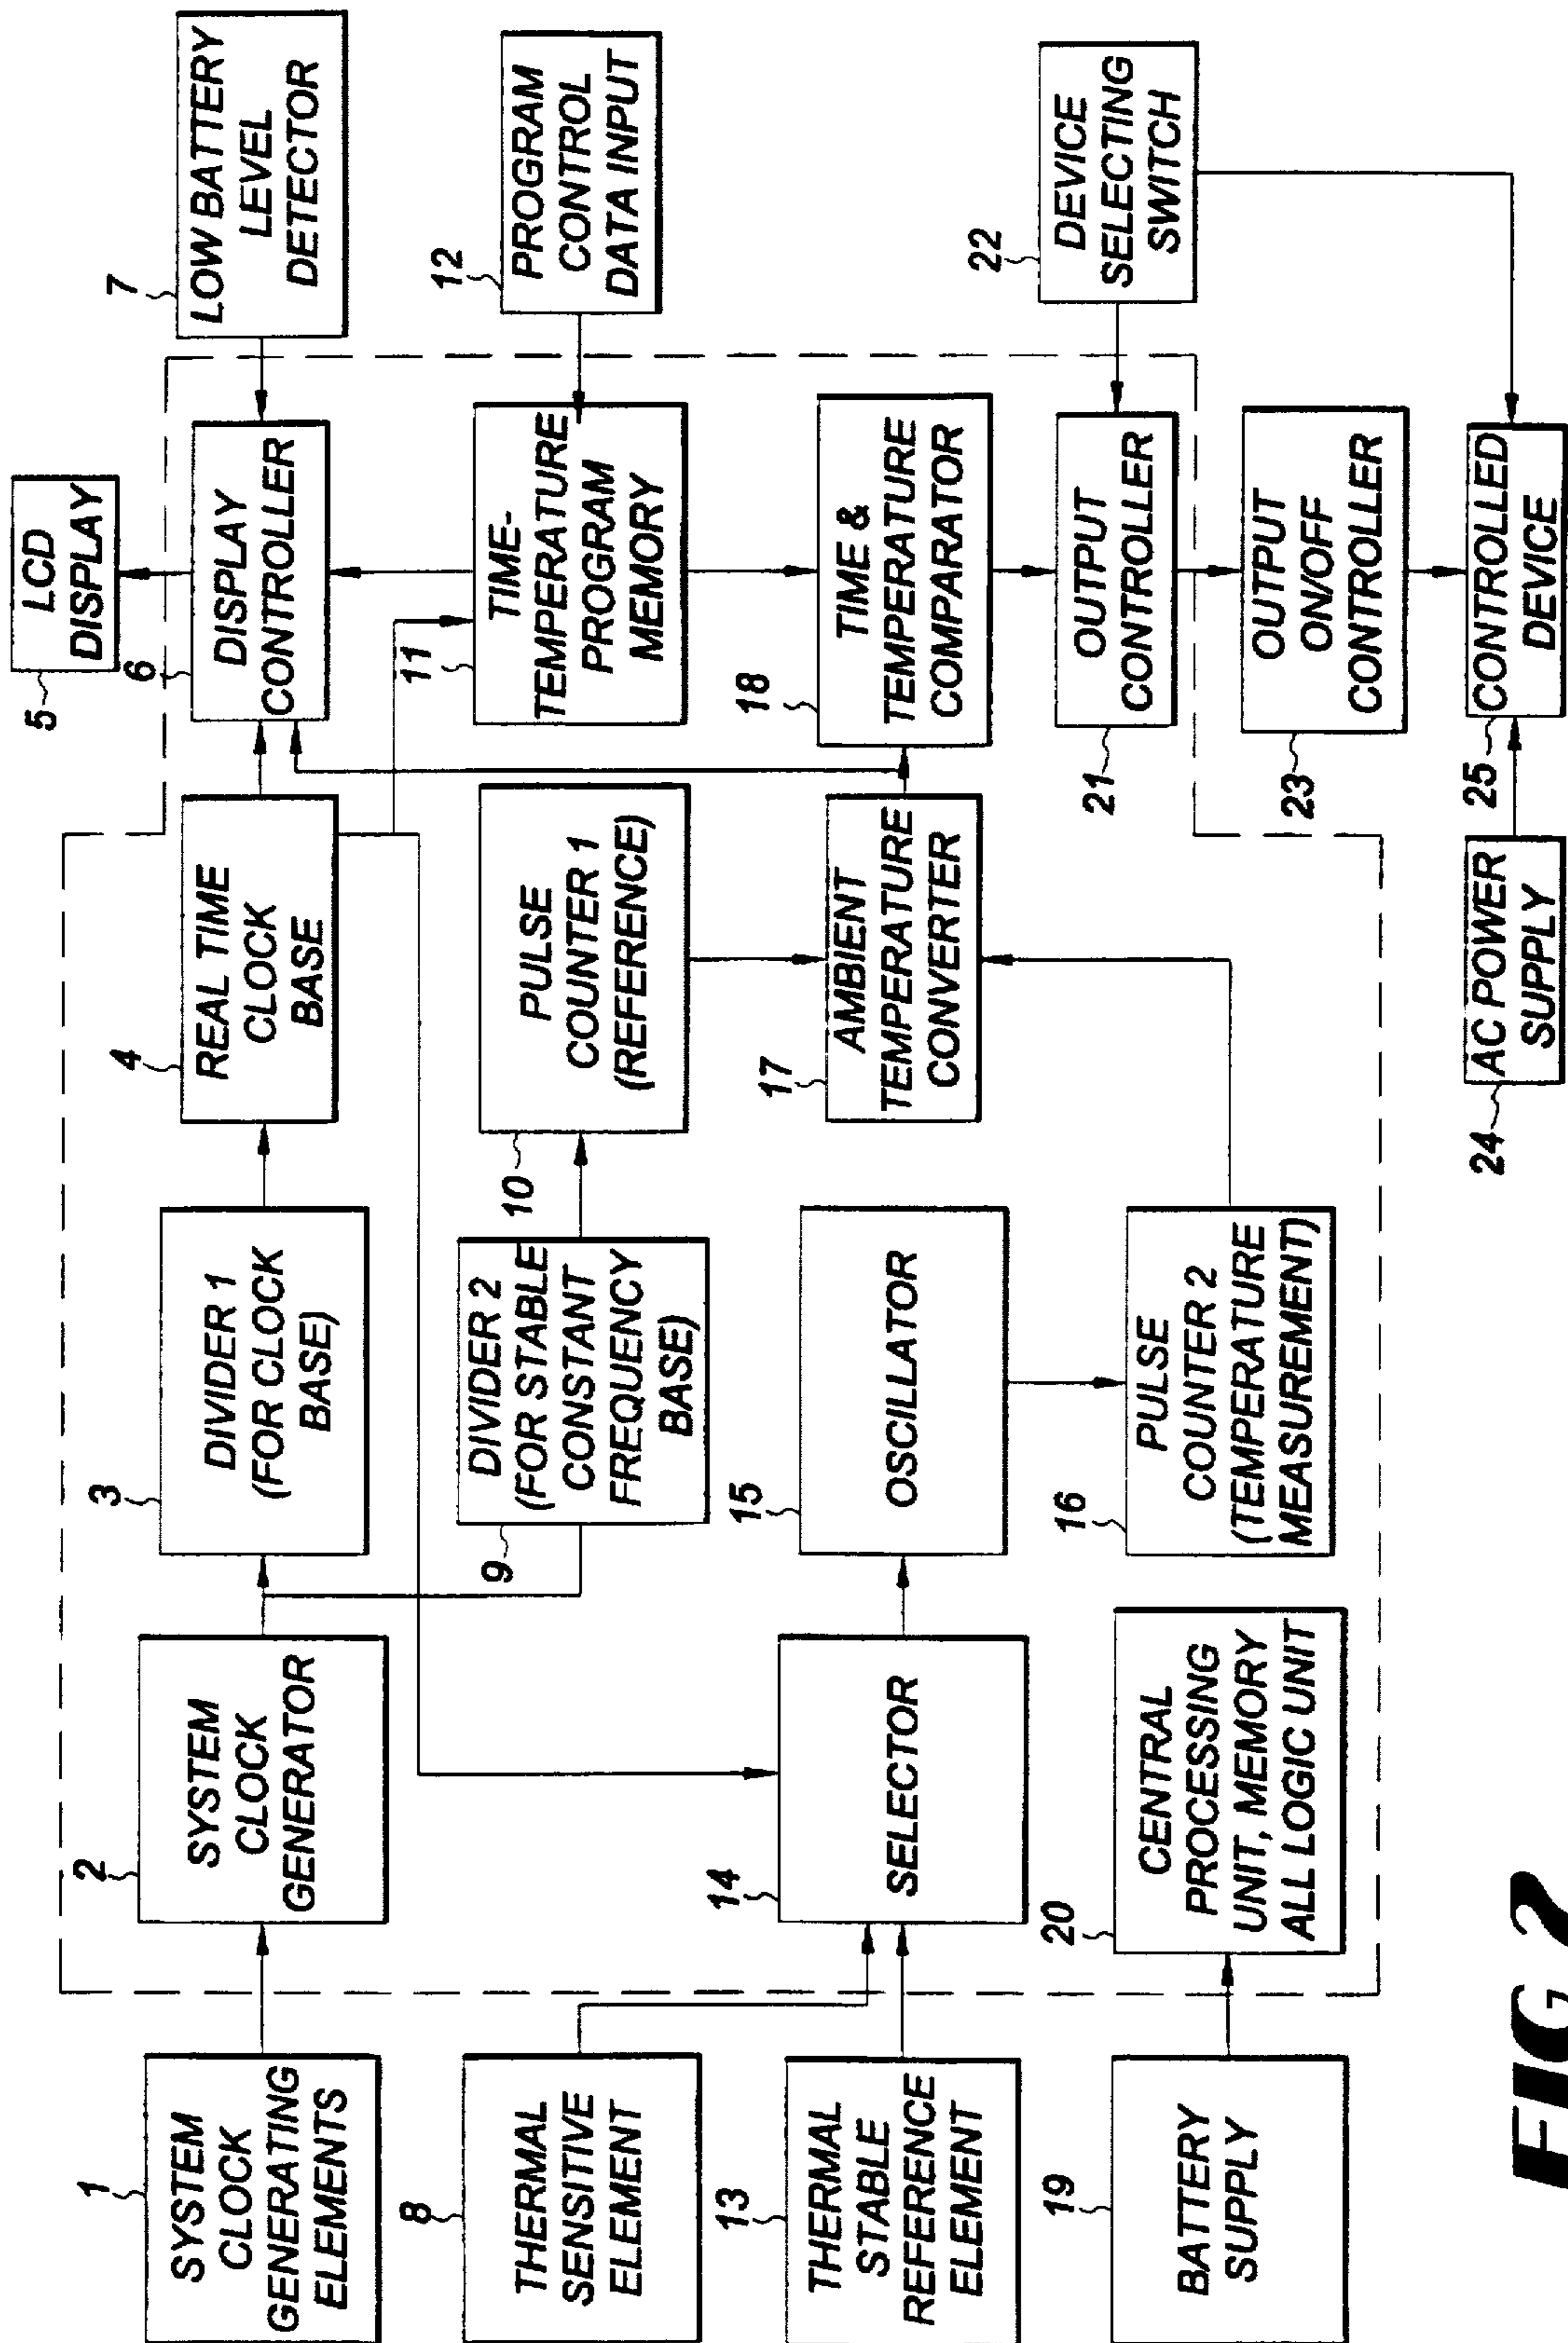 1
SYSTEM
CLOCK
GENERATING
ELEMENTS
2
SYSTEM
CLOCK
GENERATOR
3
DIVIDER 1
(FOR CLOCK
BASE)
4
REAL TIME
CLOCK
BASE
5
LCD
DISPLAY
6
DISPLAY
CONTROLLER
7
LOW BATTERY
LEVEL
DETECTOR
8
THERMAL
SENSITIVE
ELEMENT
9
DIVIDER 2
(FOR STABLE
CONSTANT
FREQUENCY
BASE)
10
PULSE
COUNTER 1
(REFERENCE)
11
TIME-
TEMPERATURE
PROGRAM
MEMORY
12
PROGRAM
CONTROL
DATA INPUT
13
THERMAL
STABLE
REFERENCE
ELEMENT
14
SELECTOR
15
OSCILLATOR
16
PULSE
COUNTER 2
(TEMPERATURE
MEASUREMENT)
17
AMBIENT
TEMPERATURE
CONVERTER
18
TIME &
TEMPERATURE
COMPARATOR
19
BATTERY
SUPPLY
20
CENTRAL
PROCESSING
UNIT, MEMORY
ALL LOGIC UNIT
21
OUTPUT
CONTROLLER
22
DEVICE
SELECTING
SWITCH
23
OUTPUT
ON/OFF
CONTROLLER
24
AC POWER
SUPPLY
25
CONTROLLED
DEVICE
FIG 2